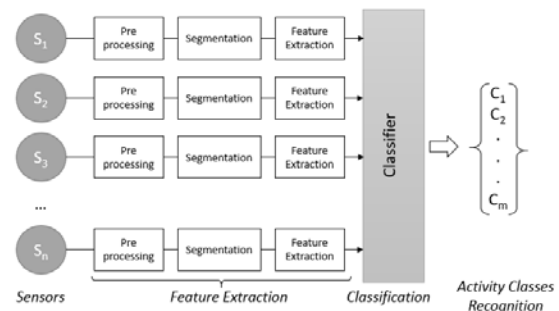 S1
Pre processing
Segmentation
Feature Extraction
S2
Pre processing
Segmentation
Feature Extraction
S3
Pre processing
Segmentation
Feature Extraction
...
Sn
Pre processing
Segmentation
Feature Extraction
Classifier
C1
C2
.
.
.
Cm
Sensors
Feature Extraction
Classification
Activity Classes
Recognition